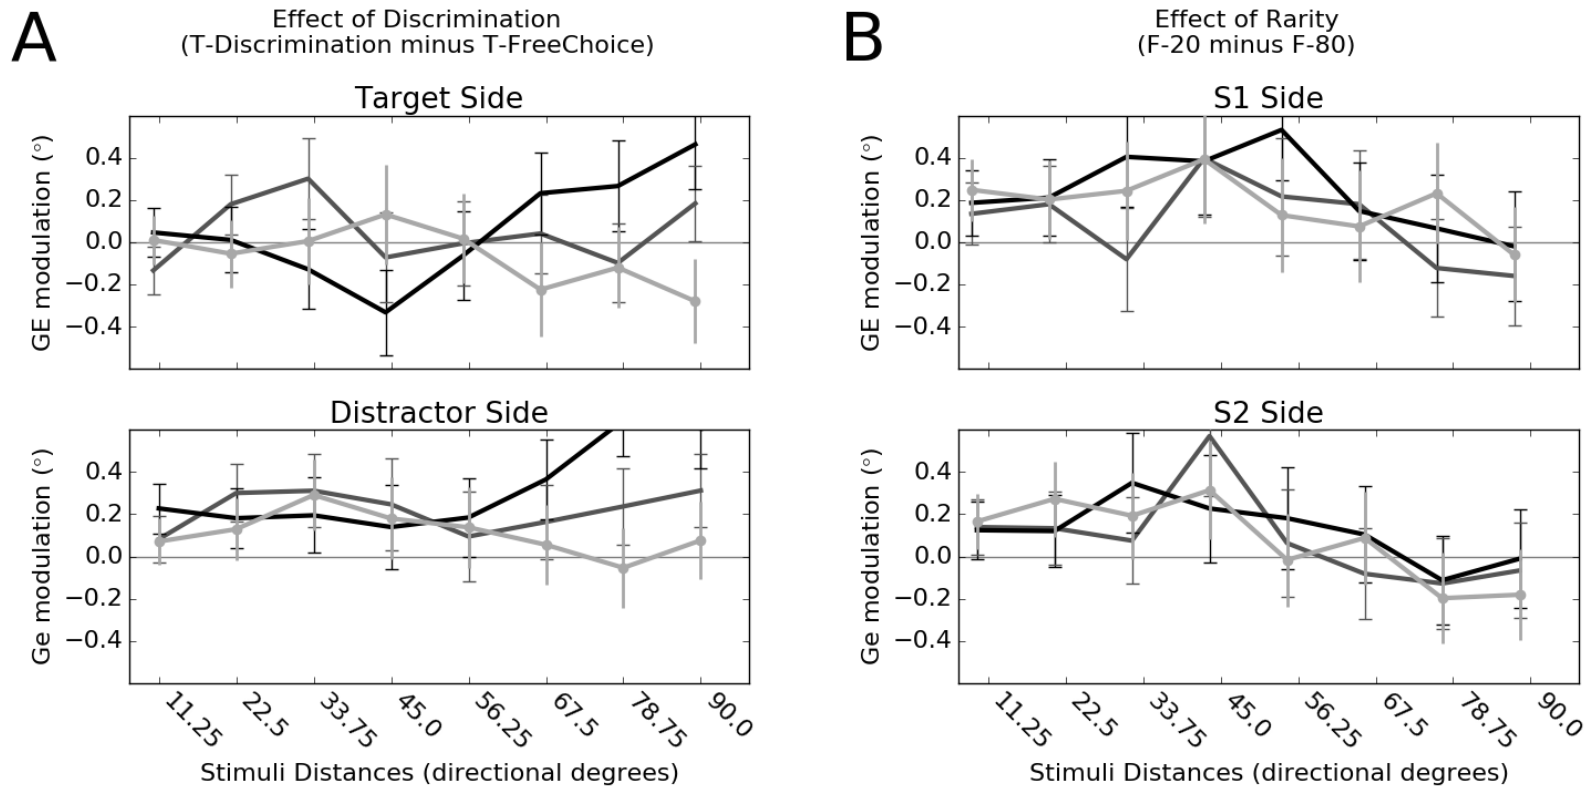 A
Effect of Discrimination
(T-Discrimination minus T-FreeChoice)
Target Side
GE modulation (°)
0.4
0.2
0.0
−0.2
−0.4
Distractor Side
Ge modulation (°)
0.4
0.2
0.0
−0.2
−0.4
11.25 22.5 33.75 45.0 56.25 67.5 78.75 90.0
Stimuli Distances (directional degrees)
B
Effect of Rarity
(F-20 minus F-80)
S1 Side
GE modulation (°)
0.4
0.2
0.0
−0.2
−0.4
S2 Side
Ge modulation (°)
0.4
0.2
0.0
−0.2
−0.4
11.25 22.5 33.75 45.0 56.25 67.5 78.75 90.0
Stimuli Distances (directional degrees)